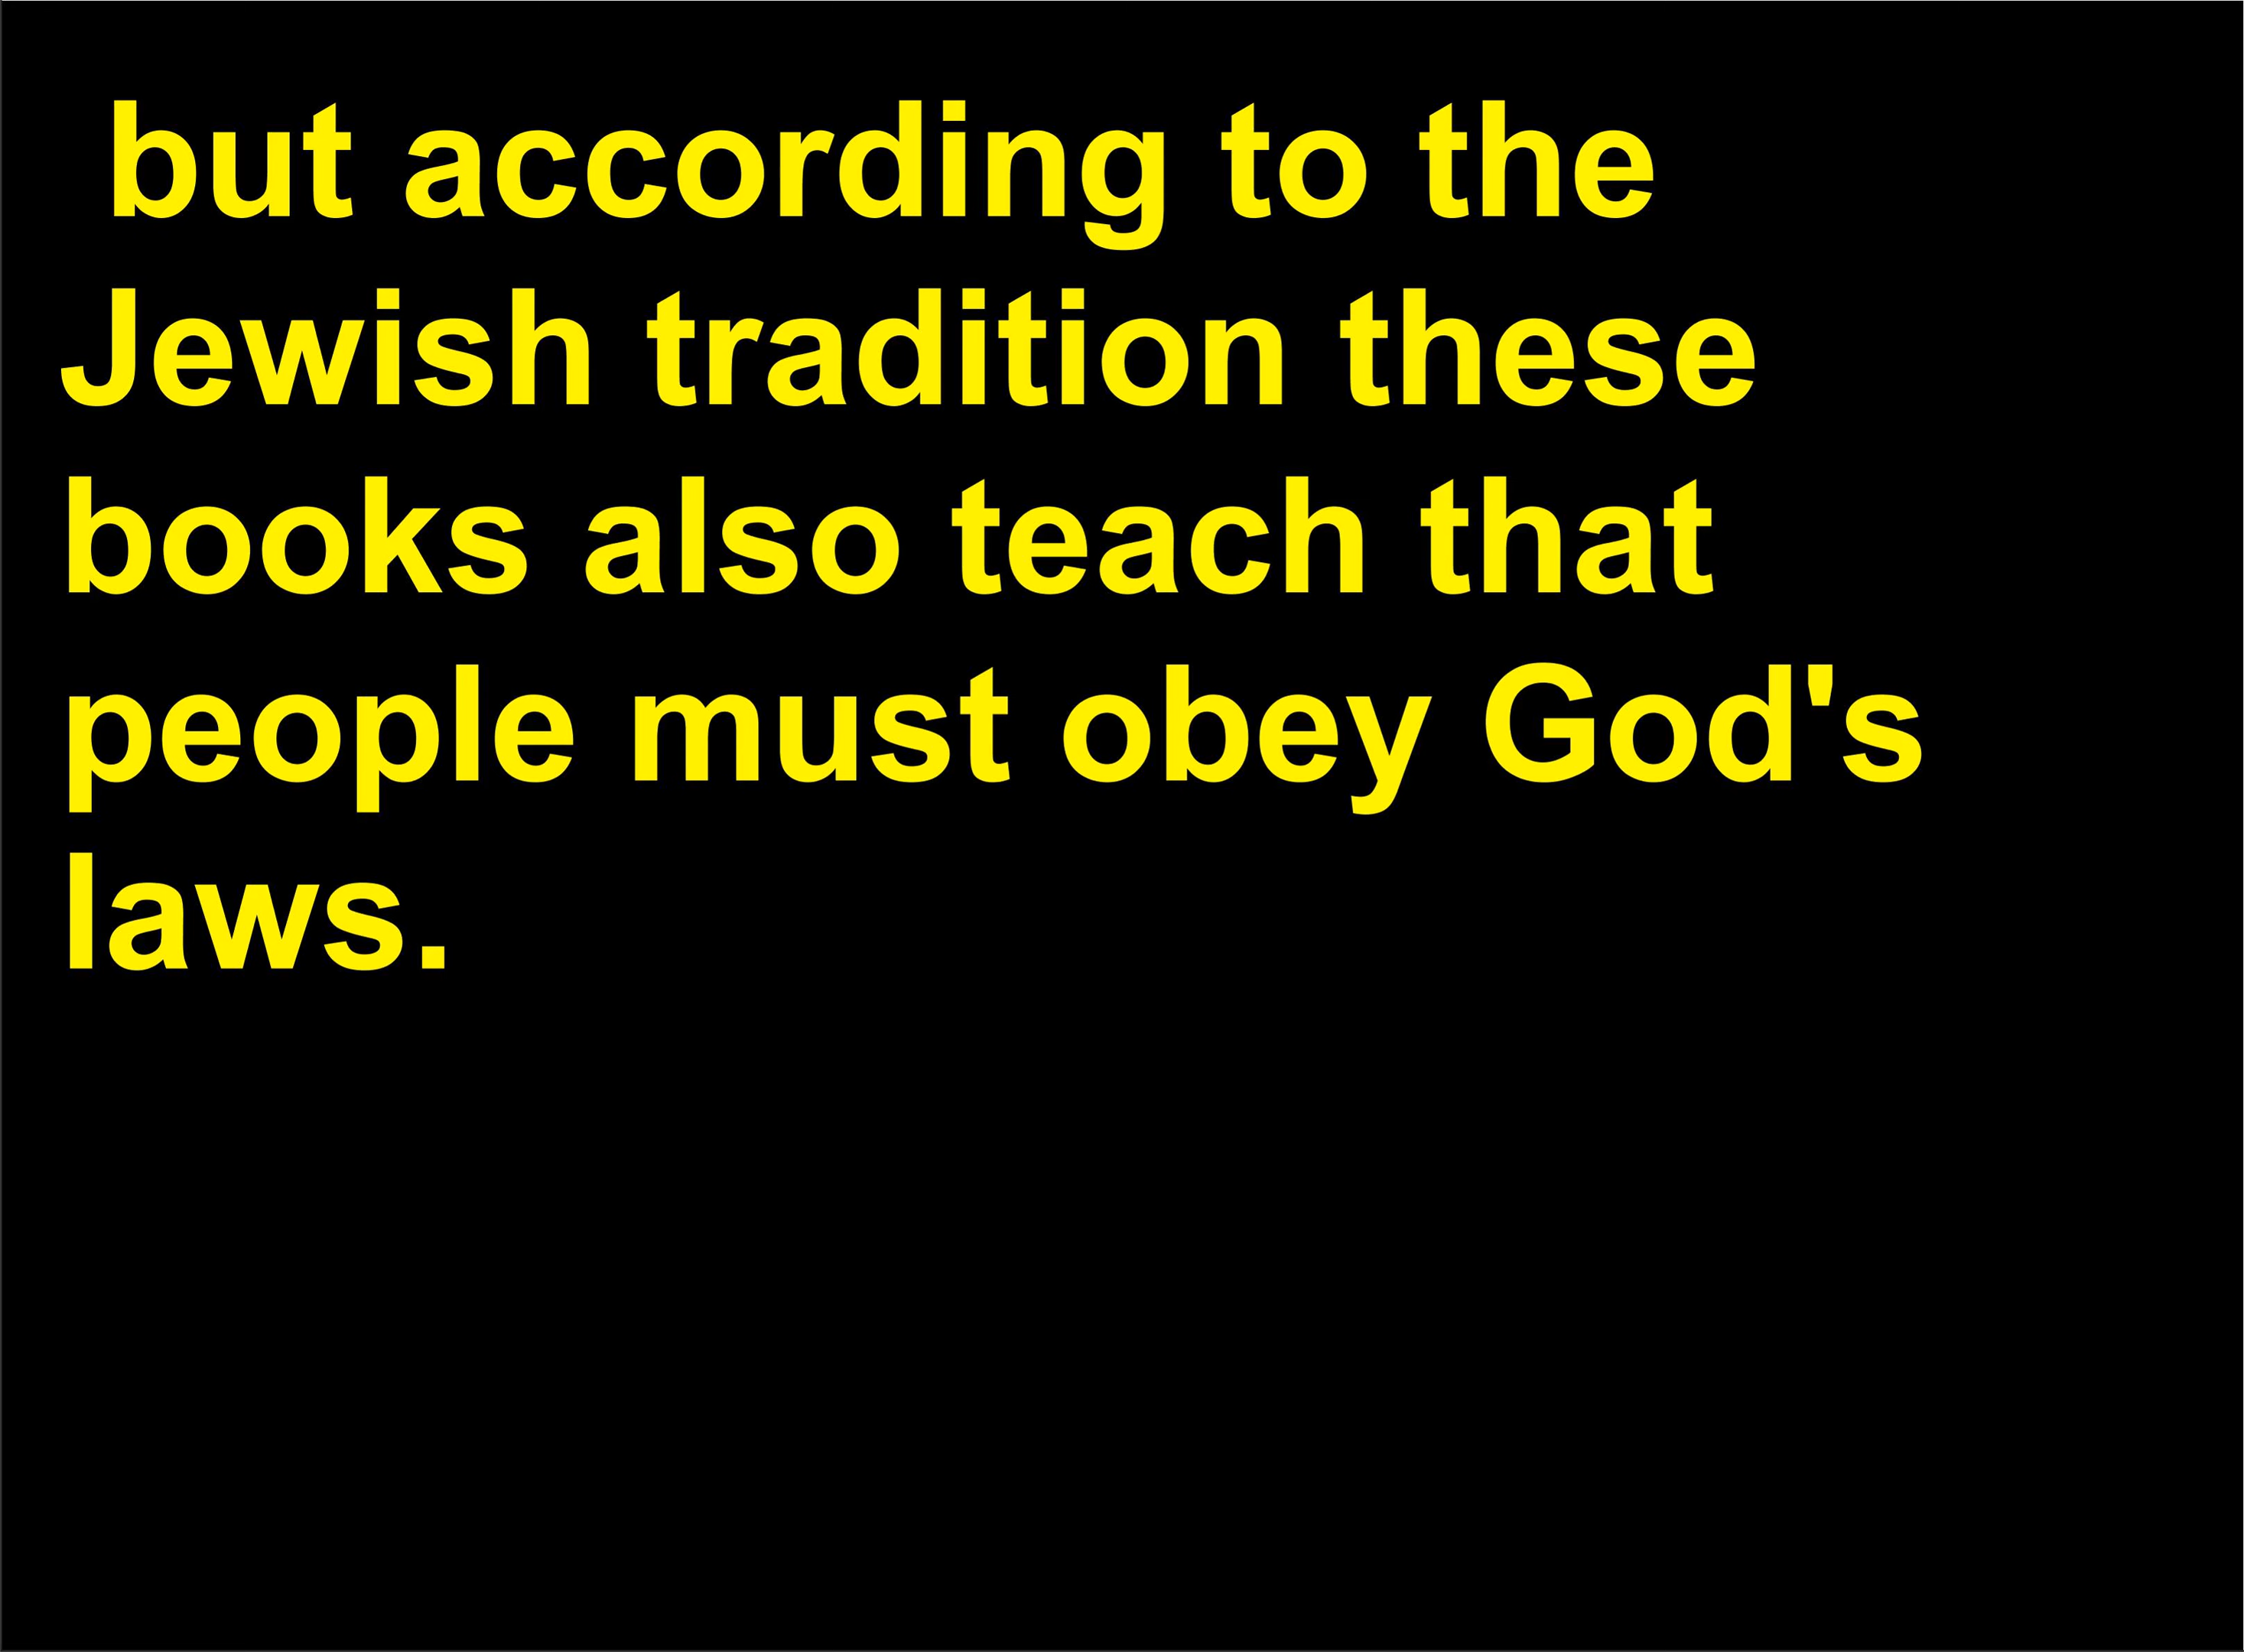 but according to the
Jewish tradition these
books also teach that
people must obey God's
laws.